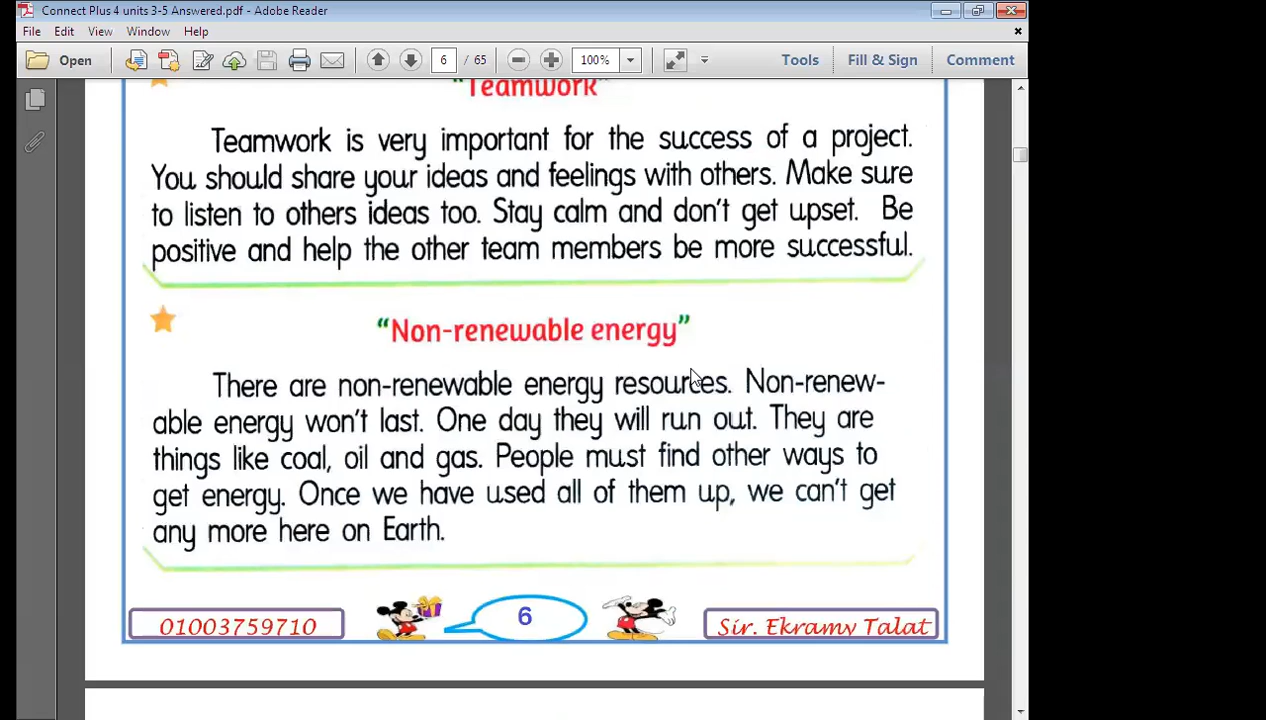 Connect Plus 4 units 3-5 Answered.pdf - Adobe Reader
File Edit View Window Help
Open 6 / 65 100% Tools Fill & Sign Comment
"Teamwork"
Teamwork is very important for the success of a project.
You should share your ideas and feelings with others. Make sure
to listen to others ideas too. Stay calm and don't get upset. Be
positive and help the other team members be more successful.
"Non-renewable energy"
There are non-renewable energy resources. Non-renew-
able energy won't last. One day they will run out. They are
things like coal, oil and gas. People must find other ways to
get energy. Once we have used all of them up, we can't get
any more here on Earth.
01003759710 6 Sir. Ekramy Talat